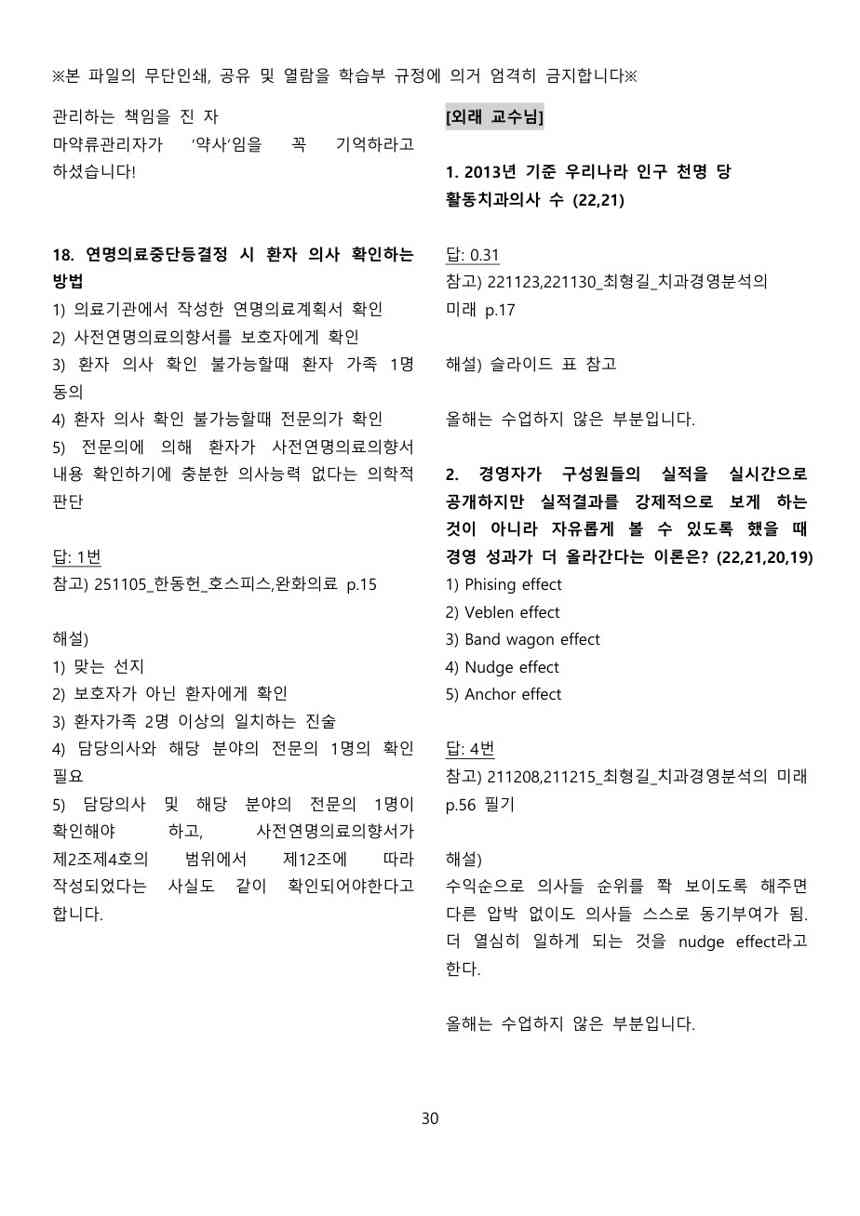 ※본 파일의 무단인쇄, 공유 및 열람을 학습부 규정에 의거 엄격히 금지합니다※
관리하는 책임을 진 자
마약류관리자가 ‘약사’임을 꼭 기억하라고
하셨습니다!
18. 연명의료중단등결정 시 환자 의사 확인하는
방법
1) 의료기관에서 작성한 연명의료계획서 확인
2) 사전연명의료의향서를 보호자에게 확인
3) 환자 의사 확인 불가능할때 환자 가족 1명
동의
4) 환자 의사 확인 불가능할때 전문의가 확인
5) 전문의에 의해 환자가 사전연명의료의향서
내용 확인하기에 충분한 의사능력 없다는 의학적
판단
답: 1번
참고) 251105_한동헌_호스피스,완화의료 p.15
해설)
1) 맞는 선지
2) 보호자가 아닌 환자에게 확인
3) 환자가족 2명 이상의 일치하는 진술
4) 담당의사와 해당 분야의 전문의 1명의 확인
필요
5) 담당의사 및 해당 분야의 전문의 1명이
확인해야 하고, 사전연명의료의향서가
제2조제4호의 범위에서 제12조에 따라
작성되었다는 사실도 같이 확인되어야한다고
합니다.
[외래 교수님]
1. 2013년 기준 우리나라 인구 천명 당
활동치과의사 수 (22,21)
답: 0.31
참고) 221123,221130_최형길_치과경영분석의
미래 p.17
해설) 슬라이드 표 참고
올해는 수업하지 않은 부분입니다.
2. 경영자가 구성원들의 실적을 실시간으로
공개하지만 실적결과를 강제적으로 보게 하는
것이 아니라 자유롭게 볼 수 있도록 했을 때
경영 성과가 더 올라간다는 이론은? (22,21,20,19)
1) Phising effect
2) Veblen effect
3) Band wagon effect
4) Nudge effect
5) Anchor effect
답: 4번
참고) 211208,211215_최형길_치과경영분석의 미래
p.56 필기
해설)
수익순으로 의사들 순위를 쫙 보이도록 해주면
다른 압박 없이도 의사들 스스로 동기부여가 됨.
더 열심히 일하게 되는 것을 nudge effect라고
한다.
올해는 수업하지 않은 부분입니다.
30